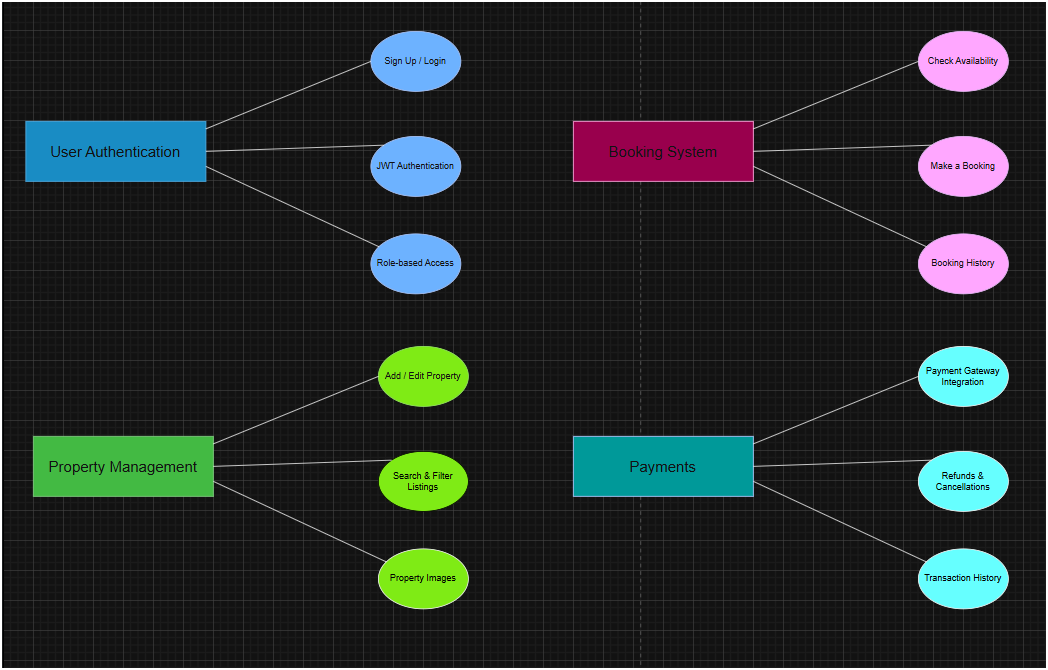 User Authentication
Sign Up / Login
JWT Authentication
Role-based Access
Booking System
Check Availability
Make a Booking
Booking History
Property Management
Add / Edit Property
Search & Filter
Listings
Property Images
Payments
Payment Gateway
Integration
Refunds &
Cancellations
Transaction History